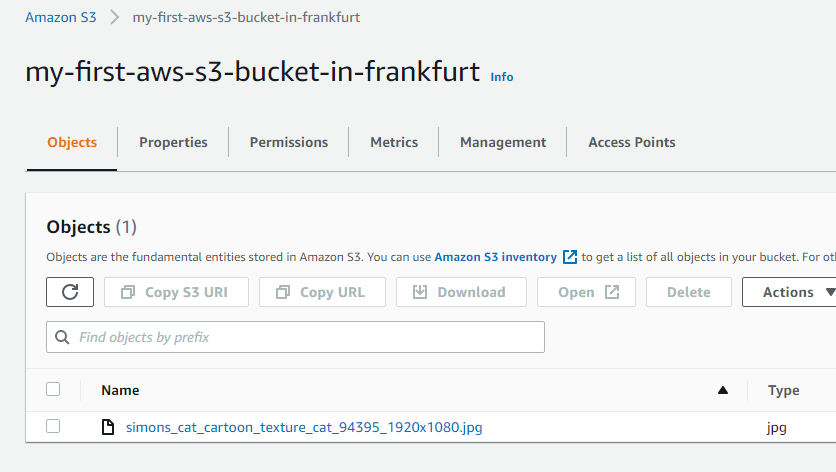 Amazon S3 > my-first-aws-s3-bucket-in-frankfurt
my-first-aws-s3-bucket-in-frankfurt Info
Objects Properties Permissions Metrics Management Access Points
Objects (1)
Objects are the fundamental entities stored in Amazon S3. You can use Amazon S3 inventory to get a list of all objects in your bucket. For
Copy S3 URI Copy URL Download Open Delete Actions
Find objects by prefix
Name Type
simons_cat_cartoon_texture_cat_94395_1920x1080.jpg jpg